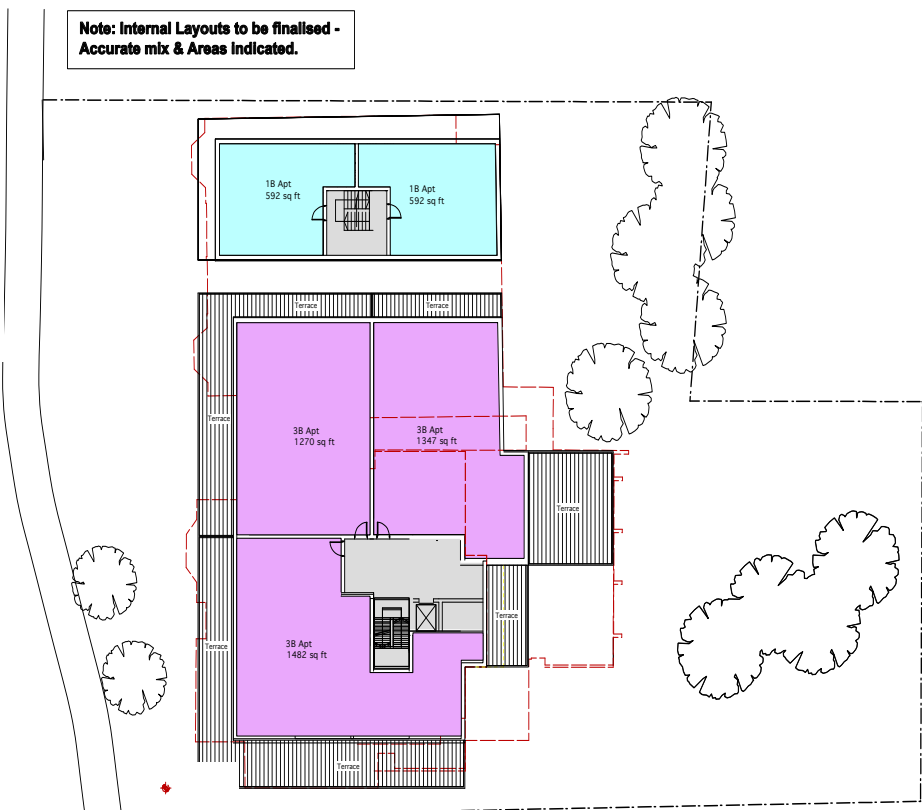 Note: Internal Layouts to be finalised -
Accurate mix & Areas indicated.
1B Apt
592 sq ft
1B Apt
592 sq ft
Terrace
Terrace
Terrace
3B Apt
1270 sq ft
3B Apt
1347 sq ft
Terrace
Terrace
Terrace
3B Apt
1482 sq ft
Terrace